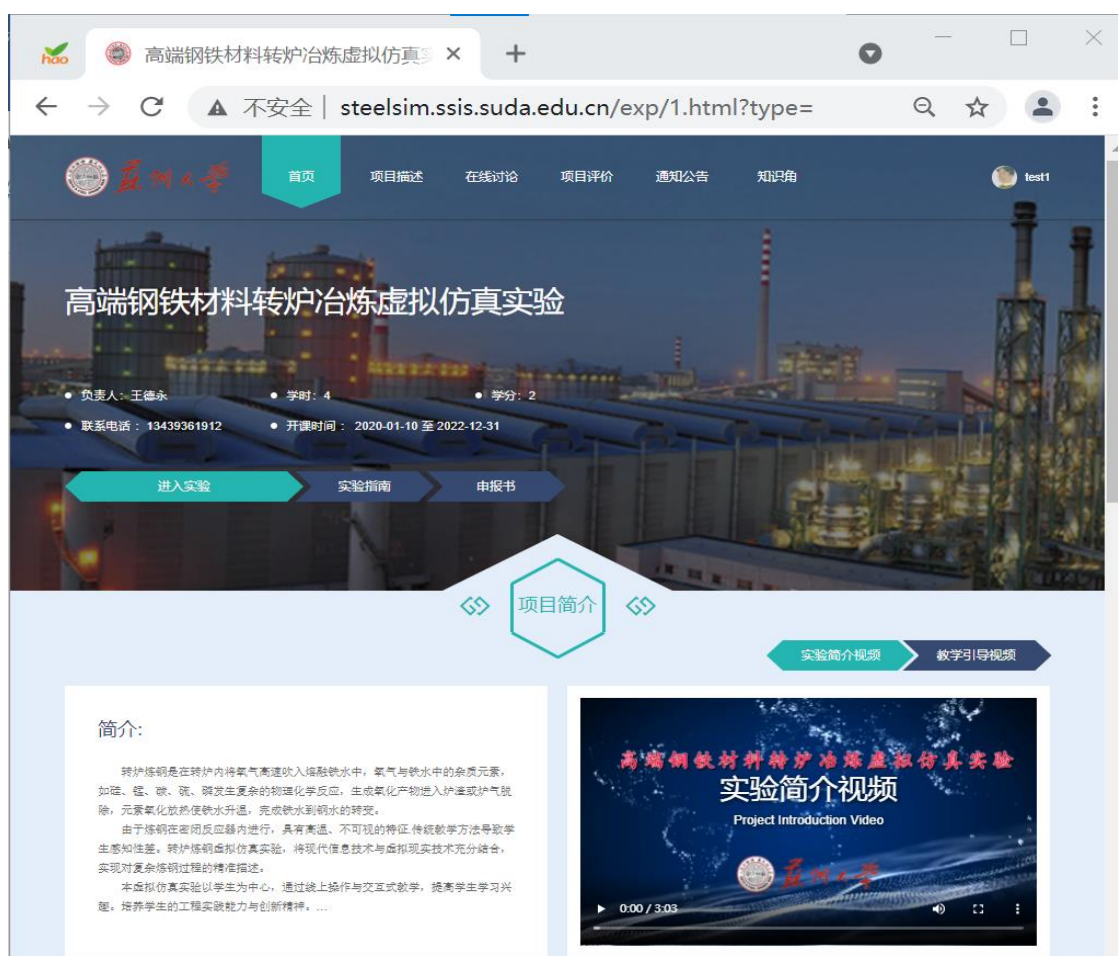 hao
高端钢铁材料转炉冶炼虚拟仿真实
不安全 | steelsim.ssis.suda.edu.cn/exp/1.html?type=
苏州大学 首页 项目描述 在线讨论 项目评价 通知公告 知识角 test1
高端钢铁材料转炉冶炼虚拟仿真实验
负责人：王德永 学时：4 学分：2
联系电话： 13439361912 开课时间： 2020-01-10 至 2022-12-31
进入实验 实验指南 申报书
项目简介
实验简介视频 教学引导视频
简介:
转炉炼钢是在转炉内将氧气高速吹入熔融铁水中，氧气与铁水中的杂质元素，
如硅、锰、碳、硫、磷发生复杂的物理化学反应，生成氧化产物进入炉渣或炉气脱
除，元素氧化放热使铁水升温，完成铁水到钢水的转变。
由于炼钢在密闭反应器内进行，具有高温、不可视的特征.传统教学方法导致学
生感知性差。转炉炼钢虚拟仿真实验，将现代信息技术与虚拟现实技术充分结合，
实现对复杂炼钢过程的精准描述。
本虚拟仿真实验以学生为中心，通过线上操作与交互式教学，提高学生学习兴
趣。培养学生的工程实践能力与创新精神。...
高端钢铁材料转炉冶炼虚拟仿真实验
实验简介视频
Project Introduction Video
苏州大学
0:00 / 3:03